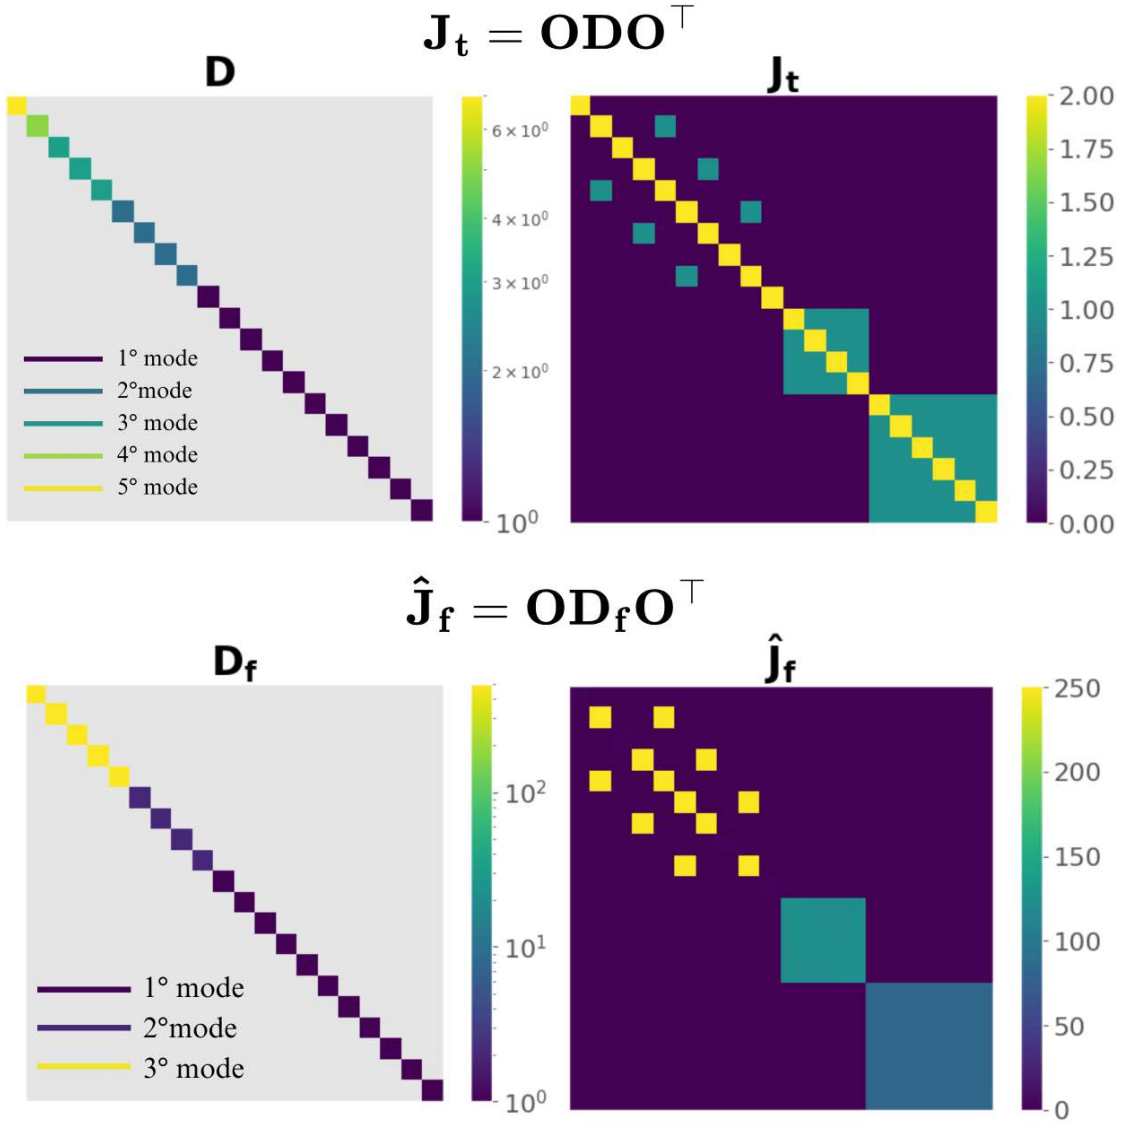 J_t = ODO^⊤
D
J_t
6 × 10^0
4 × 10^0
3 × 10^0
2 × 10^0
10^0
1° mode
2°mode
3° mode
4° mode
5° mode
2.00
1.75
1.50
1.25
1.00
0.75
0.50
0.25
0.00
Ĵ_f = OD_fO^⊤
D_f
Ĵ_f
10^2
10^1
10^0
1° mode
2°mode
3° mode
250
200
150
100
50
0